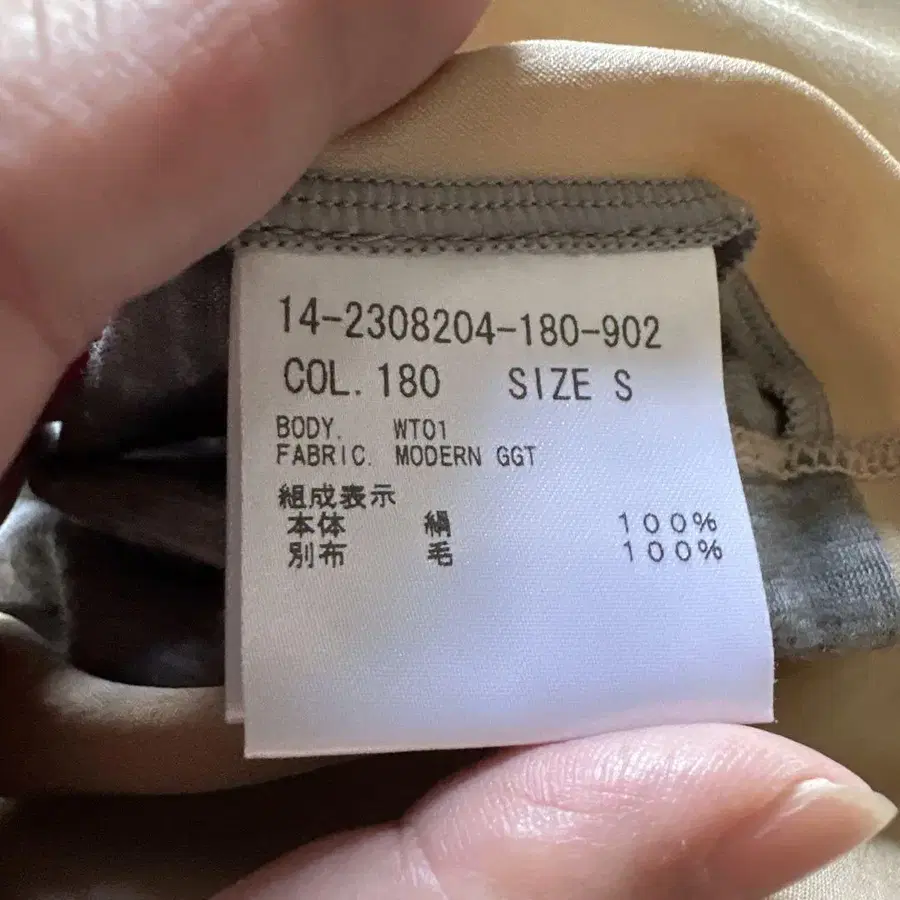 14-2308204-180-902
COL. 180 SIZE S
BODY. WT01
FABRIC. MODERN GGT
組成表示
本体 絹 100%
別布 毛 100%